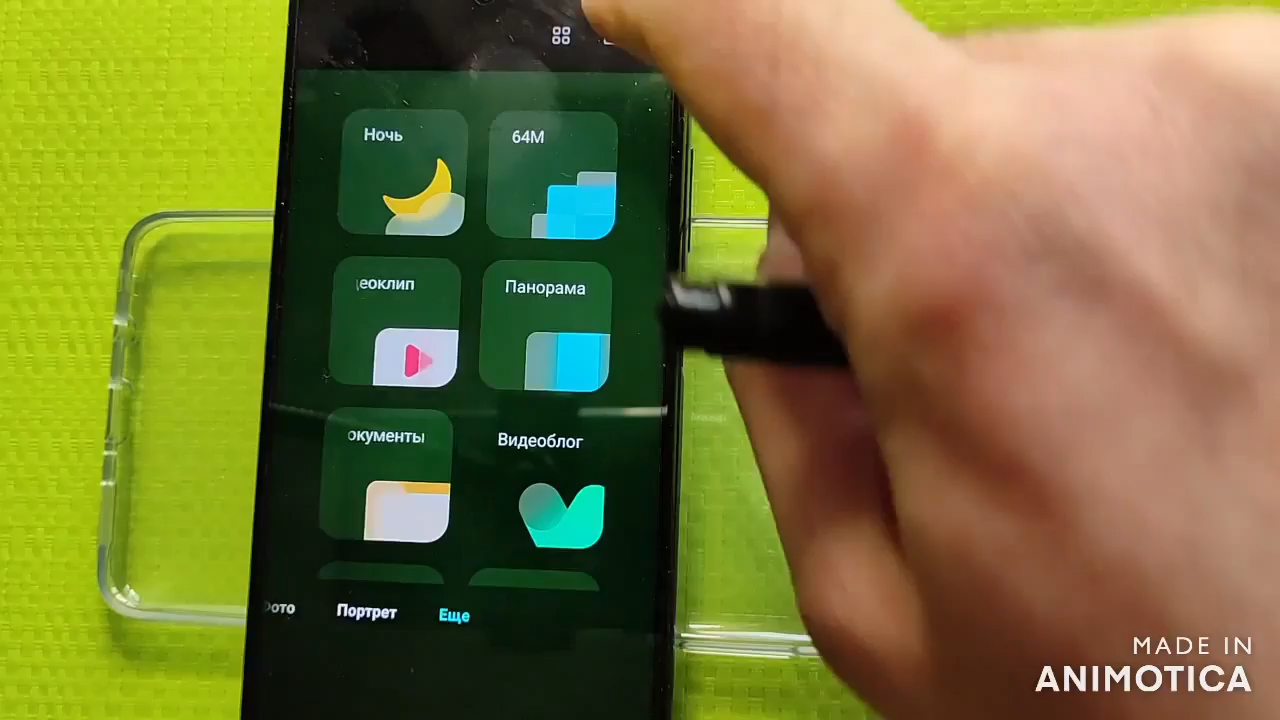 Ночь
64M
еоклип
Панорама
окументы
Видеоблог
ото
Портрет
Еще
MADE IN
ANIMOTICA